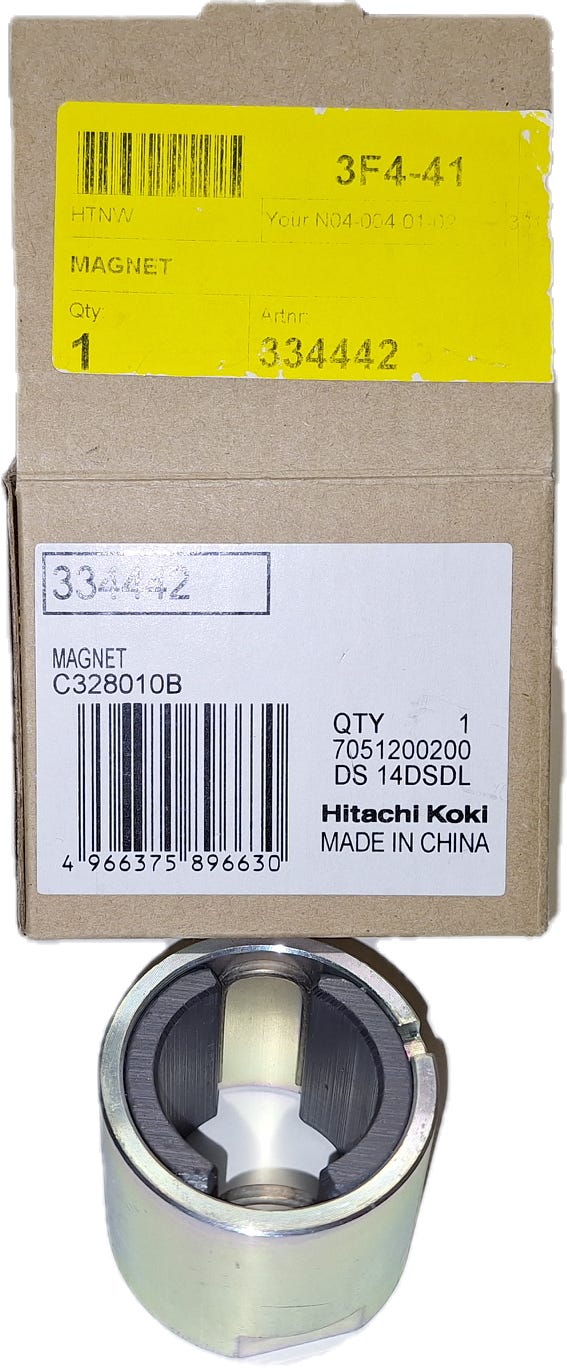 3F4-41
HTNW
Your N04-004 01-02
MAGNET
Qty:
Artnr:
1
334442
334442
MAGNET
C328010B
QTY 1
7051200200
DS 14DSDL
Hitachi Koki
MADE IN CHINA
4 966375 896630